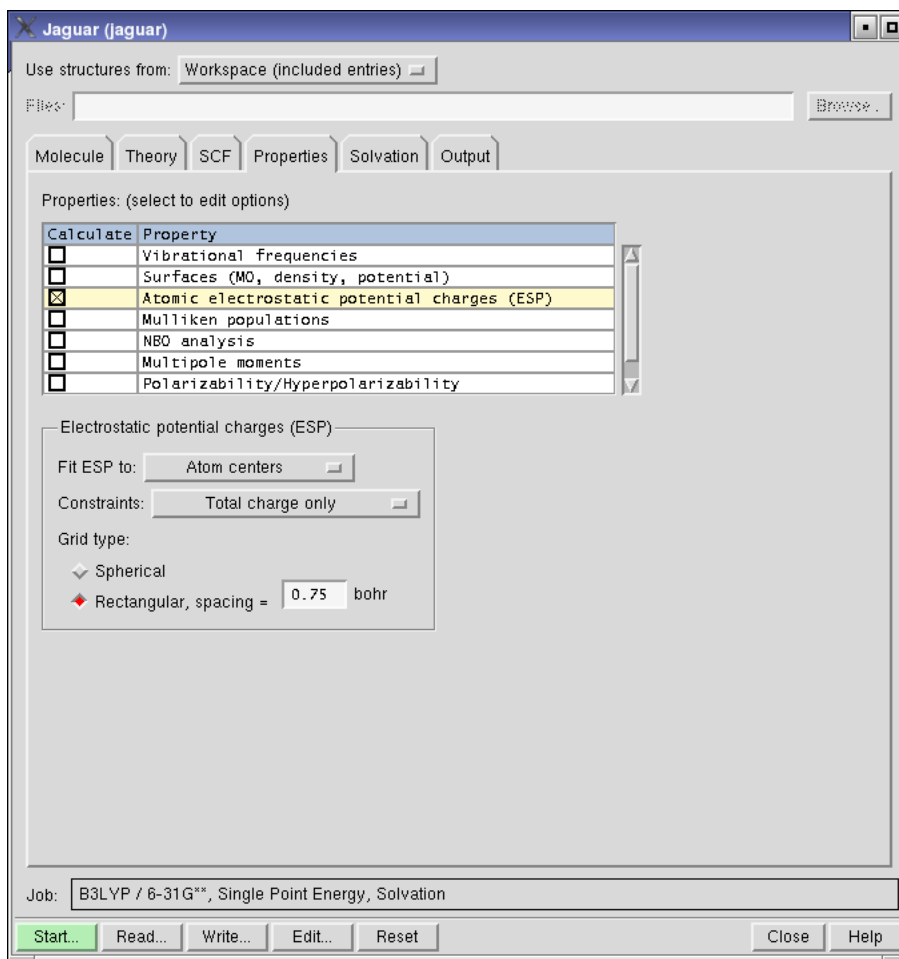 Jaguar (jaguar)
Use structures from: Workspace (included entries)
Files: Browse...
Molecule Theory SCF Properties Solvation Output
Properties: (select to edit options)
Calculate Property
Vibrational frequencies
Surfaces (MO, density, potential)
Atomic electrostatic potential charges (ESP)
Mulliken populations
NBO analysis
Multipole moments
Polarizability/Hyperpolarizability
Electrostatic potential charges (ESP)
Fit ESP to: Atom centers
Constraints: Total charge only
Grid type:
Spherical
Rectangular, spacing = 0.75 bohr
Job: B3LYP / 6-31G**, Single Point Energy, Solvation
Start... Read... Write... Edit... Reset Close Help